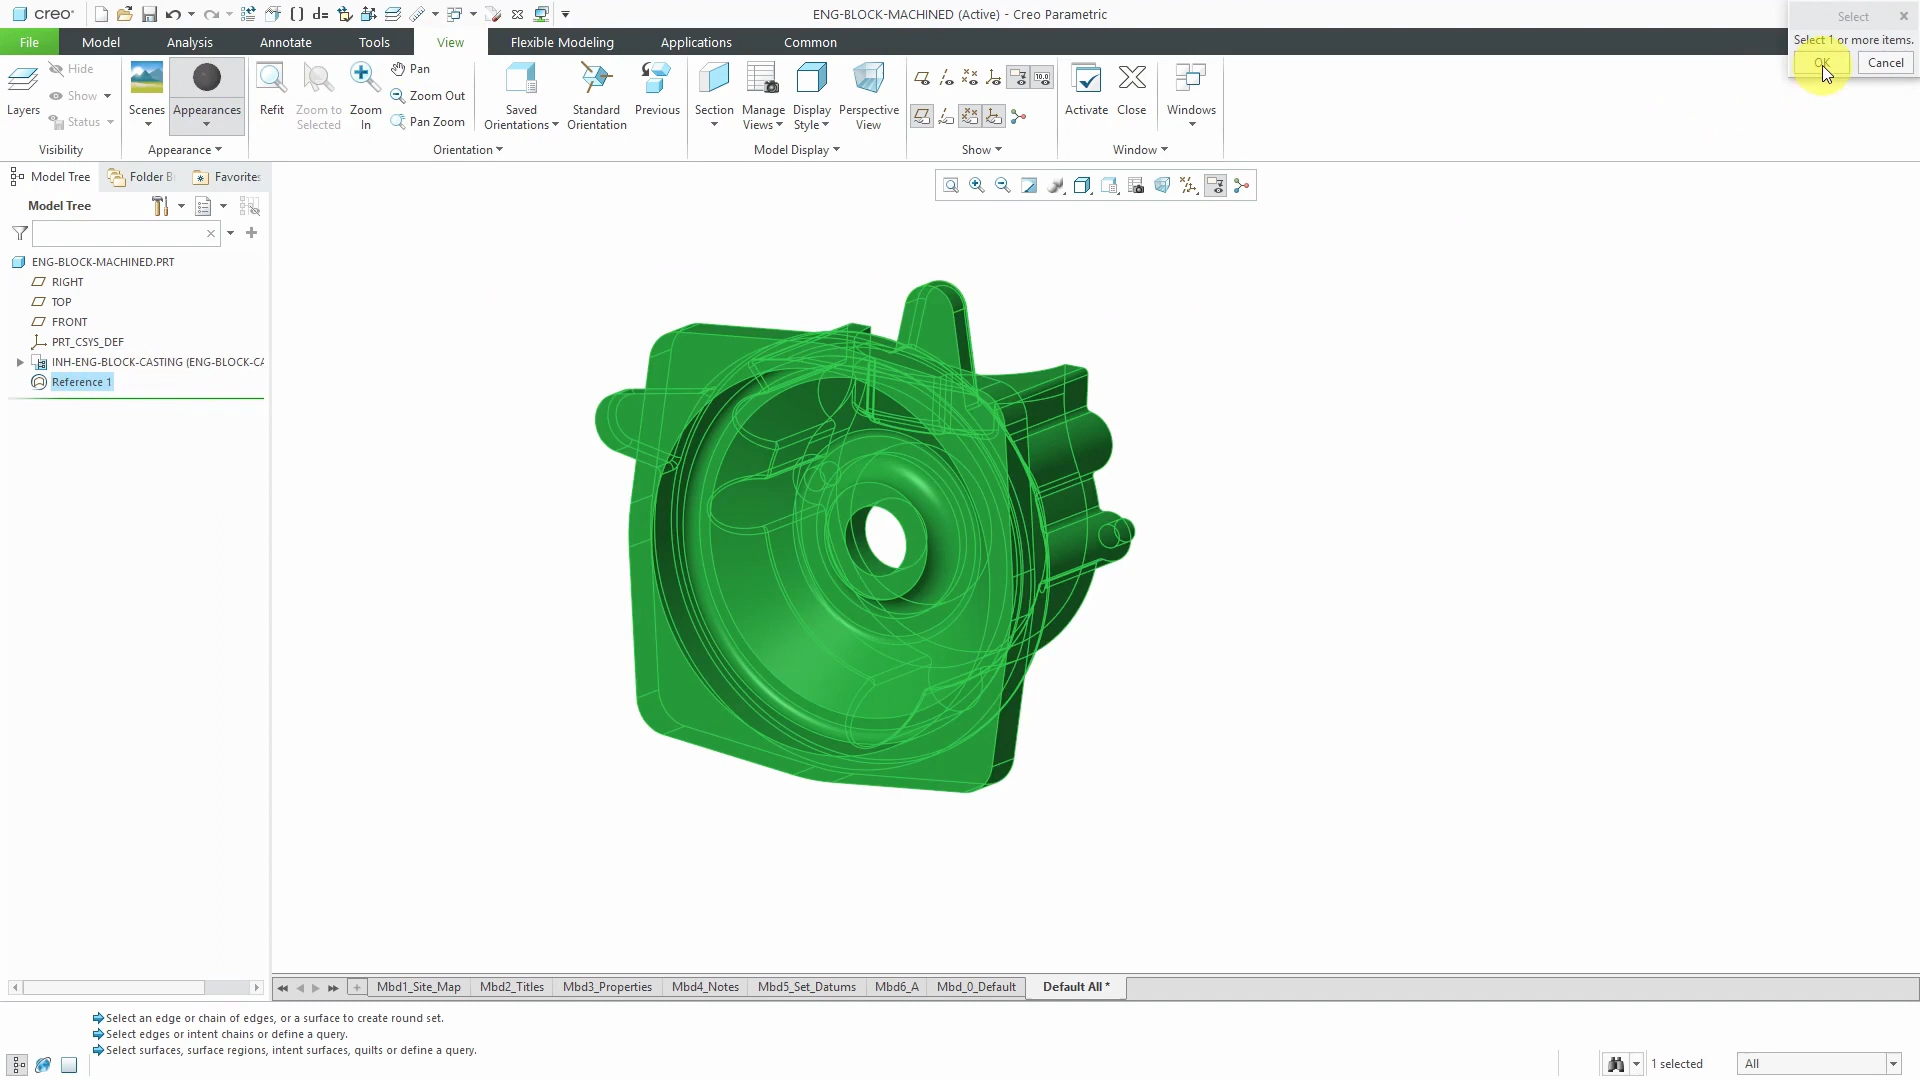 creo
ENG-BLOCK-MACHINED (Active) - Creo Parametric
Select
Select 1 or more items.
OK
Cancel
File
Model
Analysis
Annotate
Tools
View
Flexible Modeling
Applications
Common
Layers
Hide
Show
Status
Visibility
Scenes
Appearances
Appearance
Refit
Zoom to
Selected
Zoom
In
Pan
Zoom Out
Pan Zoom
Saved
Orientations
Standard
Orientation
Previous
Orientation
Section
Manage
Views
Display
Style
Perspective
View
Model Display
10.0
Show
Activate
Close
Windows
Window
Model Tree
Folder B
Favorites
Model Tree
ENG-BLOCK-MACHINED.PRT
RIGHT
TOP
FRONT
PRT_CSYS_DEF
INH-ENG-BLOCK-CASTING (ENG-BLOCK-CA
Reference 1
Mbd1_Site_Map
Mbd2_Titles
Mbd3_Properties
Mbd4_Notes
Mbd5_Set_Datums
Mbd6_A
Mbd_0_Default
Default All *
Select an edge or chain of edges, or a surface to create round set.
Select edges or intent chains or define a query.
Select surfaces, surface regions, intent surfaces, quilts or define a query.
1 selected
All